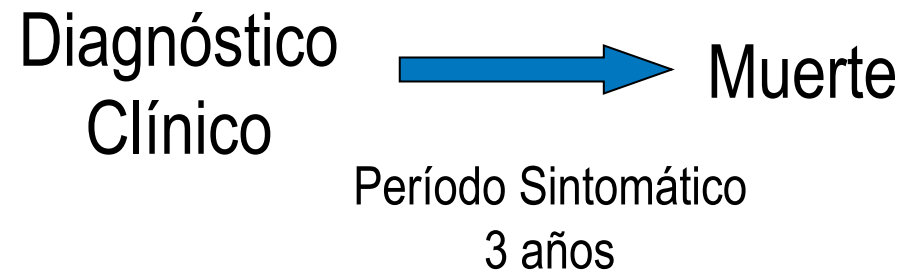 Diagnóstico
Clínico
Muerte
Período Sintomático
3 años